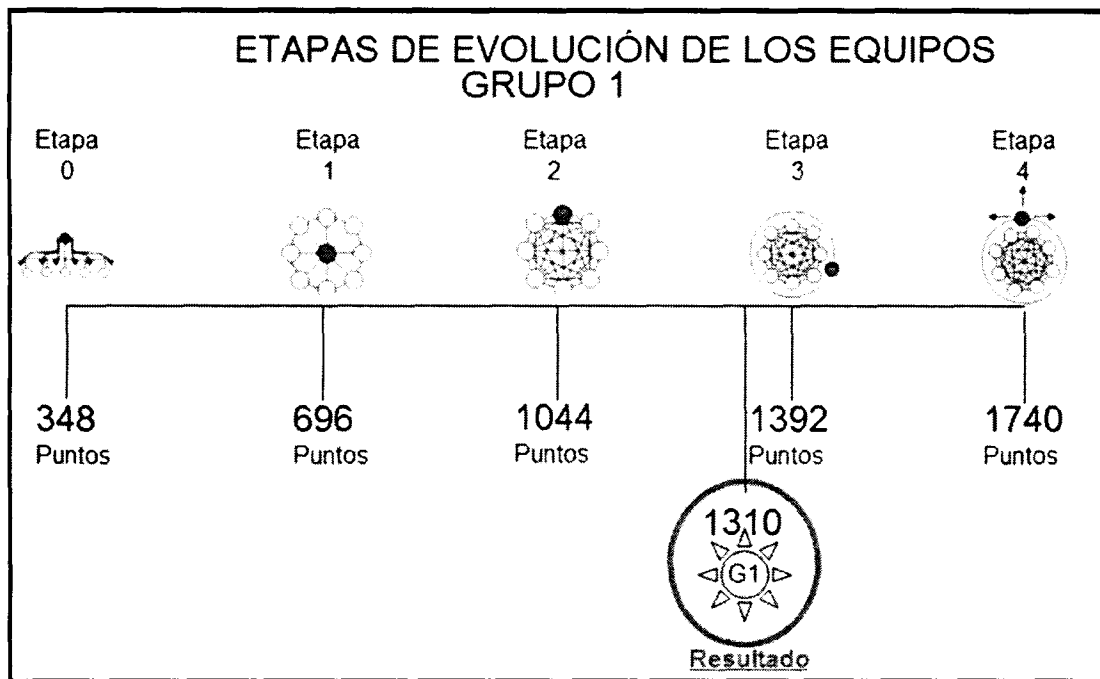 ETAPAS DE EVOLUCIÓN DE LOS EQUIPOS
GRUPO 1
Etapa
0
Etapa
1
Etapa
2
Etapa
3
Etapa
4
348
Puntos
696
Puntos
1044
Puntos
1392
Puntos
1740
Puntos
1310
G1
Resultado